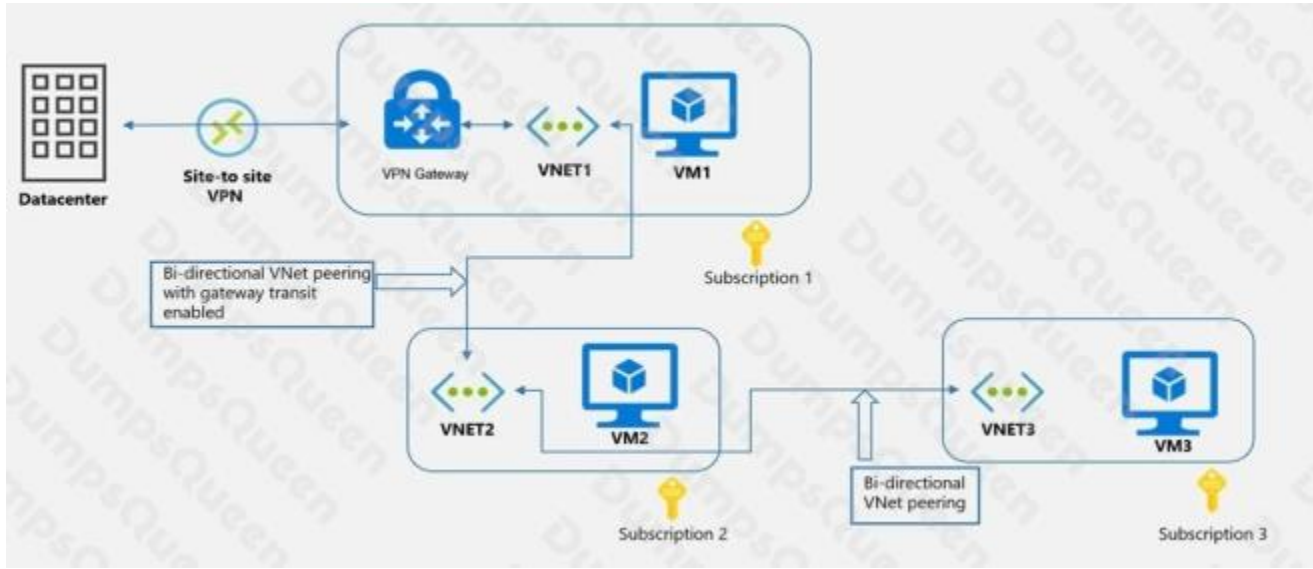 Datacenter
Site-to site
VPN
VPN Gateway
VNET1
VM1
Subscription 1
Bi-directional VNet peering
with gateway transit
enabled
VNET2
VM2
Subscription 2
VNET3
VM3
Bi-directional
VNet peering
Subscription 3
DumpsQueen